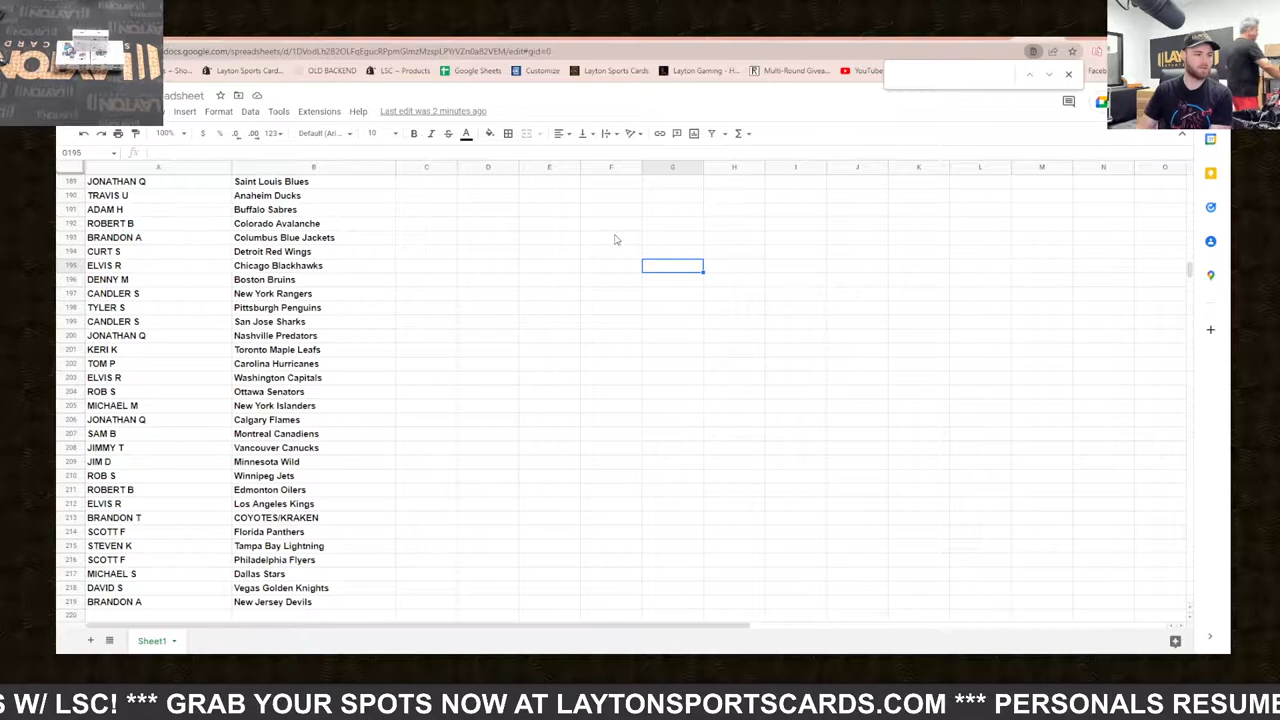 docs.google.com/spreadsheets/d/1DVodLh282OLFqEgucRPpmGlmzMzspLPYrVZn0a82VEM/edit#gid=0
Layton Sports Card... OLD BACKEND LSC ~ Products Google Sheets Customize Layton Sports Cards Layton Gaming - H... Multi-Round Givea... YouTub
Faceb
Insert Format Data Tools Extensions Help Last edit was 2 minutes ago
100% $ % .0 .00 123 Default (Ari... 10 B I S A
G195 fx
A B C D E F G H I J K L M N O
189 JONATHAN Q Saint Louis Blues
190 TRAVIS U Anaheim Ducks
191 ADAM H Buffalo Sabres
192 ROBERT B Colorado Avalanche
193 BRANDON A Columbus Blue Jackets
194 CURT S Detroit Red Wings
195 ELVIS R Chicago Blackhawks
196 DENNY M Boston Bruins
197 CANDLER S New York Rangers
198 TYLER S Pittsburgh Penguins
199 CANDLER S San Jose Sharks
200 JONATHAN Q Nashville Predators
201 KERI K Toronto Maple Leafs
202 TOM P Carolina Hurricanes
203 ELVIS R Washington Capitals
204 ROB S Ottawa Senators
205 MICHAEL M New York Islanders
206 JONATHAN Q Calgary Flames
207 SAM B Montreal Canadiens
208 JIMMY T Vancouver Canucks
209 JIM D Minnesota Wild
210 ROB S Winnipeg Jets
211 ROBERT B Edmonton Oilers
212 ELVIS R Los Angeles Kings
213 BRANDON T COYOTES/KRAKEN
214 SCOTT F Florida Panthers
215 STEVEN K Tampa Bay Lightning
216 SCOTT F Philadelphia Flyers
217 MICHAEL S Dallas Stars
218 DAVID S Vegas Golden Knights
219 BRANDON A New Jersey Devils
220
Sheet1
S W/ LSC! *** GRAB YOUR SPOTS NOW AT LAYTONSPORTSCARDS.COM *** PERSONALS RESUME